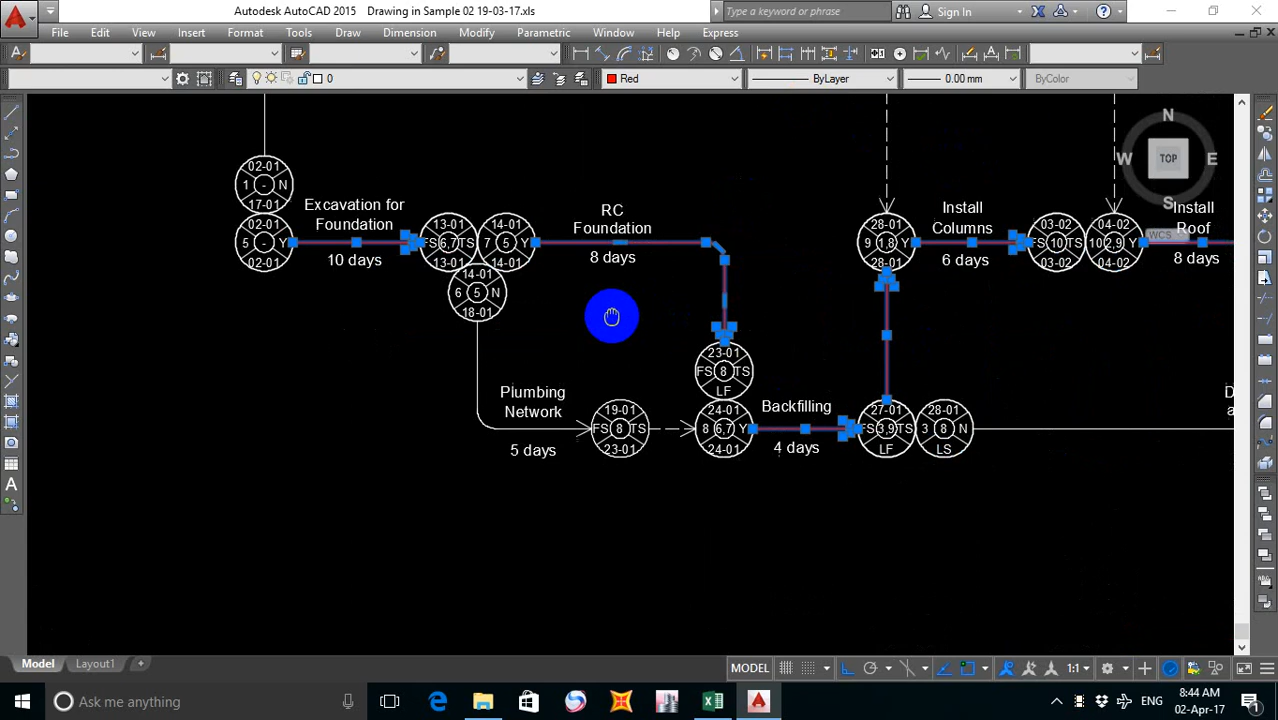 Autodesk AutoCAD 2015 Drawing in Sample 02 19-03-17.xls
Type a keyword or phrase
Sign In
File Edit View Insert Format Tools Draw Dimension Modify Parametric Window Help Express
0
Red
ByLayer
0.00 mm
ByColor
N
W TOP E
S
WCS
02-01
1 - N
17-01
02-01
5 - Y
02-01
Excavation for
Foundation
10 days
13-01
FS 6,7 TS
13-01
14-01
7 5 Y
14-01
14-01
6 5 N
18-01
RC
Foundation
8 days
23-01
FS 8 TS
LF
Plumbing
Network
5 days
19-01
FS 8 TS
23-01
24-01
8 6,7 Y
24-01
Backfilling
4 days
27-01
FS 3,9 TS
LF
28-01
3 8 N
LS
28-01
9 1,8 Y
28-01
Install
Columns
6 days
03-02
FS 10 TS
03-02
04-02
10 2,9 Y
04-02
Install
Roof
8 days
D
a
Model Layout1 +
MODEL
1:1
Ask me anything
ENG
8:44 AM
02-Apr-17